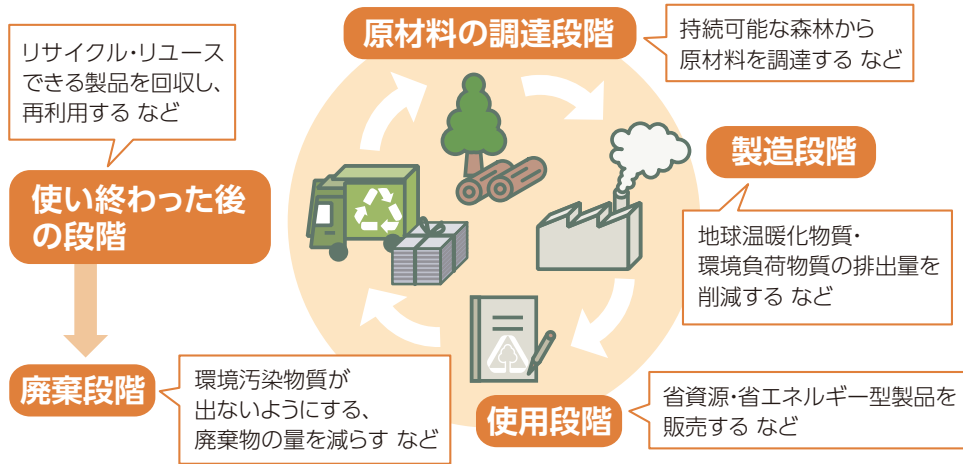 原材料の調達段階
持続可能な森林から
原材料を調達する など
製造段階
地球温暖化物質・
環境負荷物質の排出量を
削減する など
使用段階
省資源・省エネルギー型製品を
販売する など
リサイクル・リユース
できる製品を回収し、
再利用する など
使い終わった後
の段階
廃棄段階
環境汚染物質が
出ないようにする、
廃棄物の量を減らす など